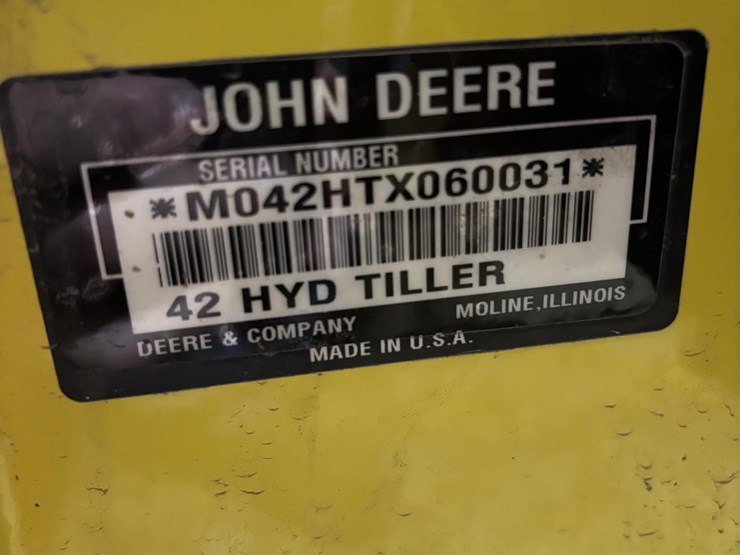 JOHN DEERE
SERIAL NUMBER
*M042HTX060031*
42 HYD TILLER
DEERE & COMPANY MOLINE, ILLINOIS
MADE IN U.S.A.